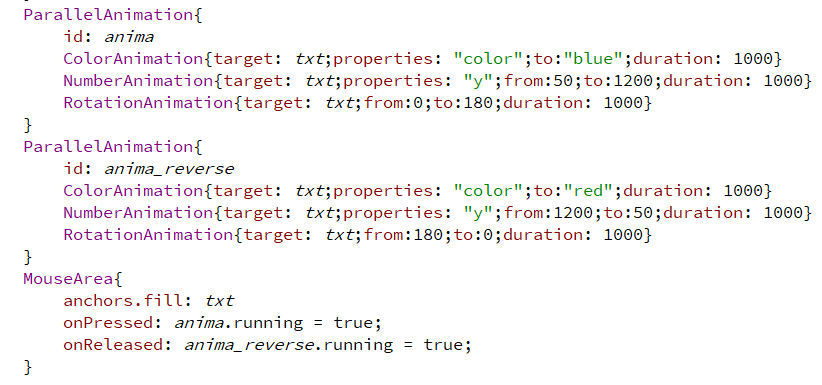 ParallelAnimation{
    id: anima
    ColorAnimation{target: txt;properties: "color";to:"blue";duration: 1000}
    NumberAnimation{target: txt;properties: "y";from:50;to:1200;duration: 1000}
    RotationAnimation{target: txt;from:0;to:180;duration: 1000}
}
ParallelAnimation{
    id: anima_reverse
    ColorAnimation{target: txt;properties: "color";to:"red";duration: 1000}
    NumberAnimation{target: txt;properties: "y";from:1200;to:50;duration: 1000}
    RotationAnimation{target: txt;from:180;to:0;duration: 1000}
}
MouseArea{
    anchors.fill: txt
    onPressed: anima.running = true;
    onReleased: anima_reverse.running = true;
}